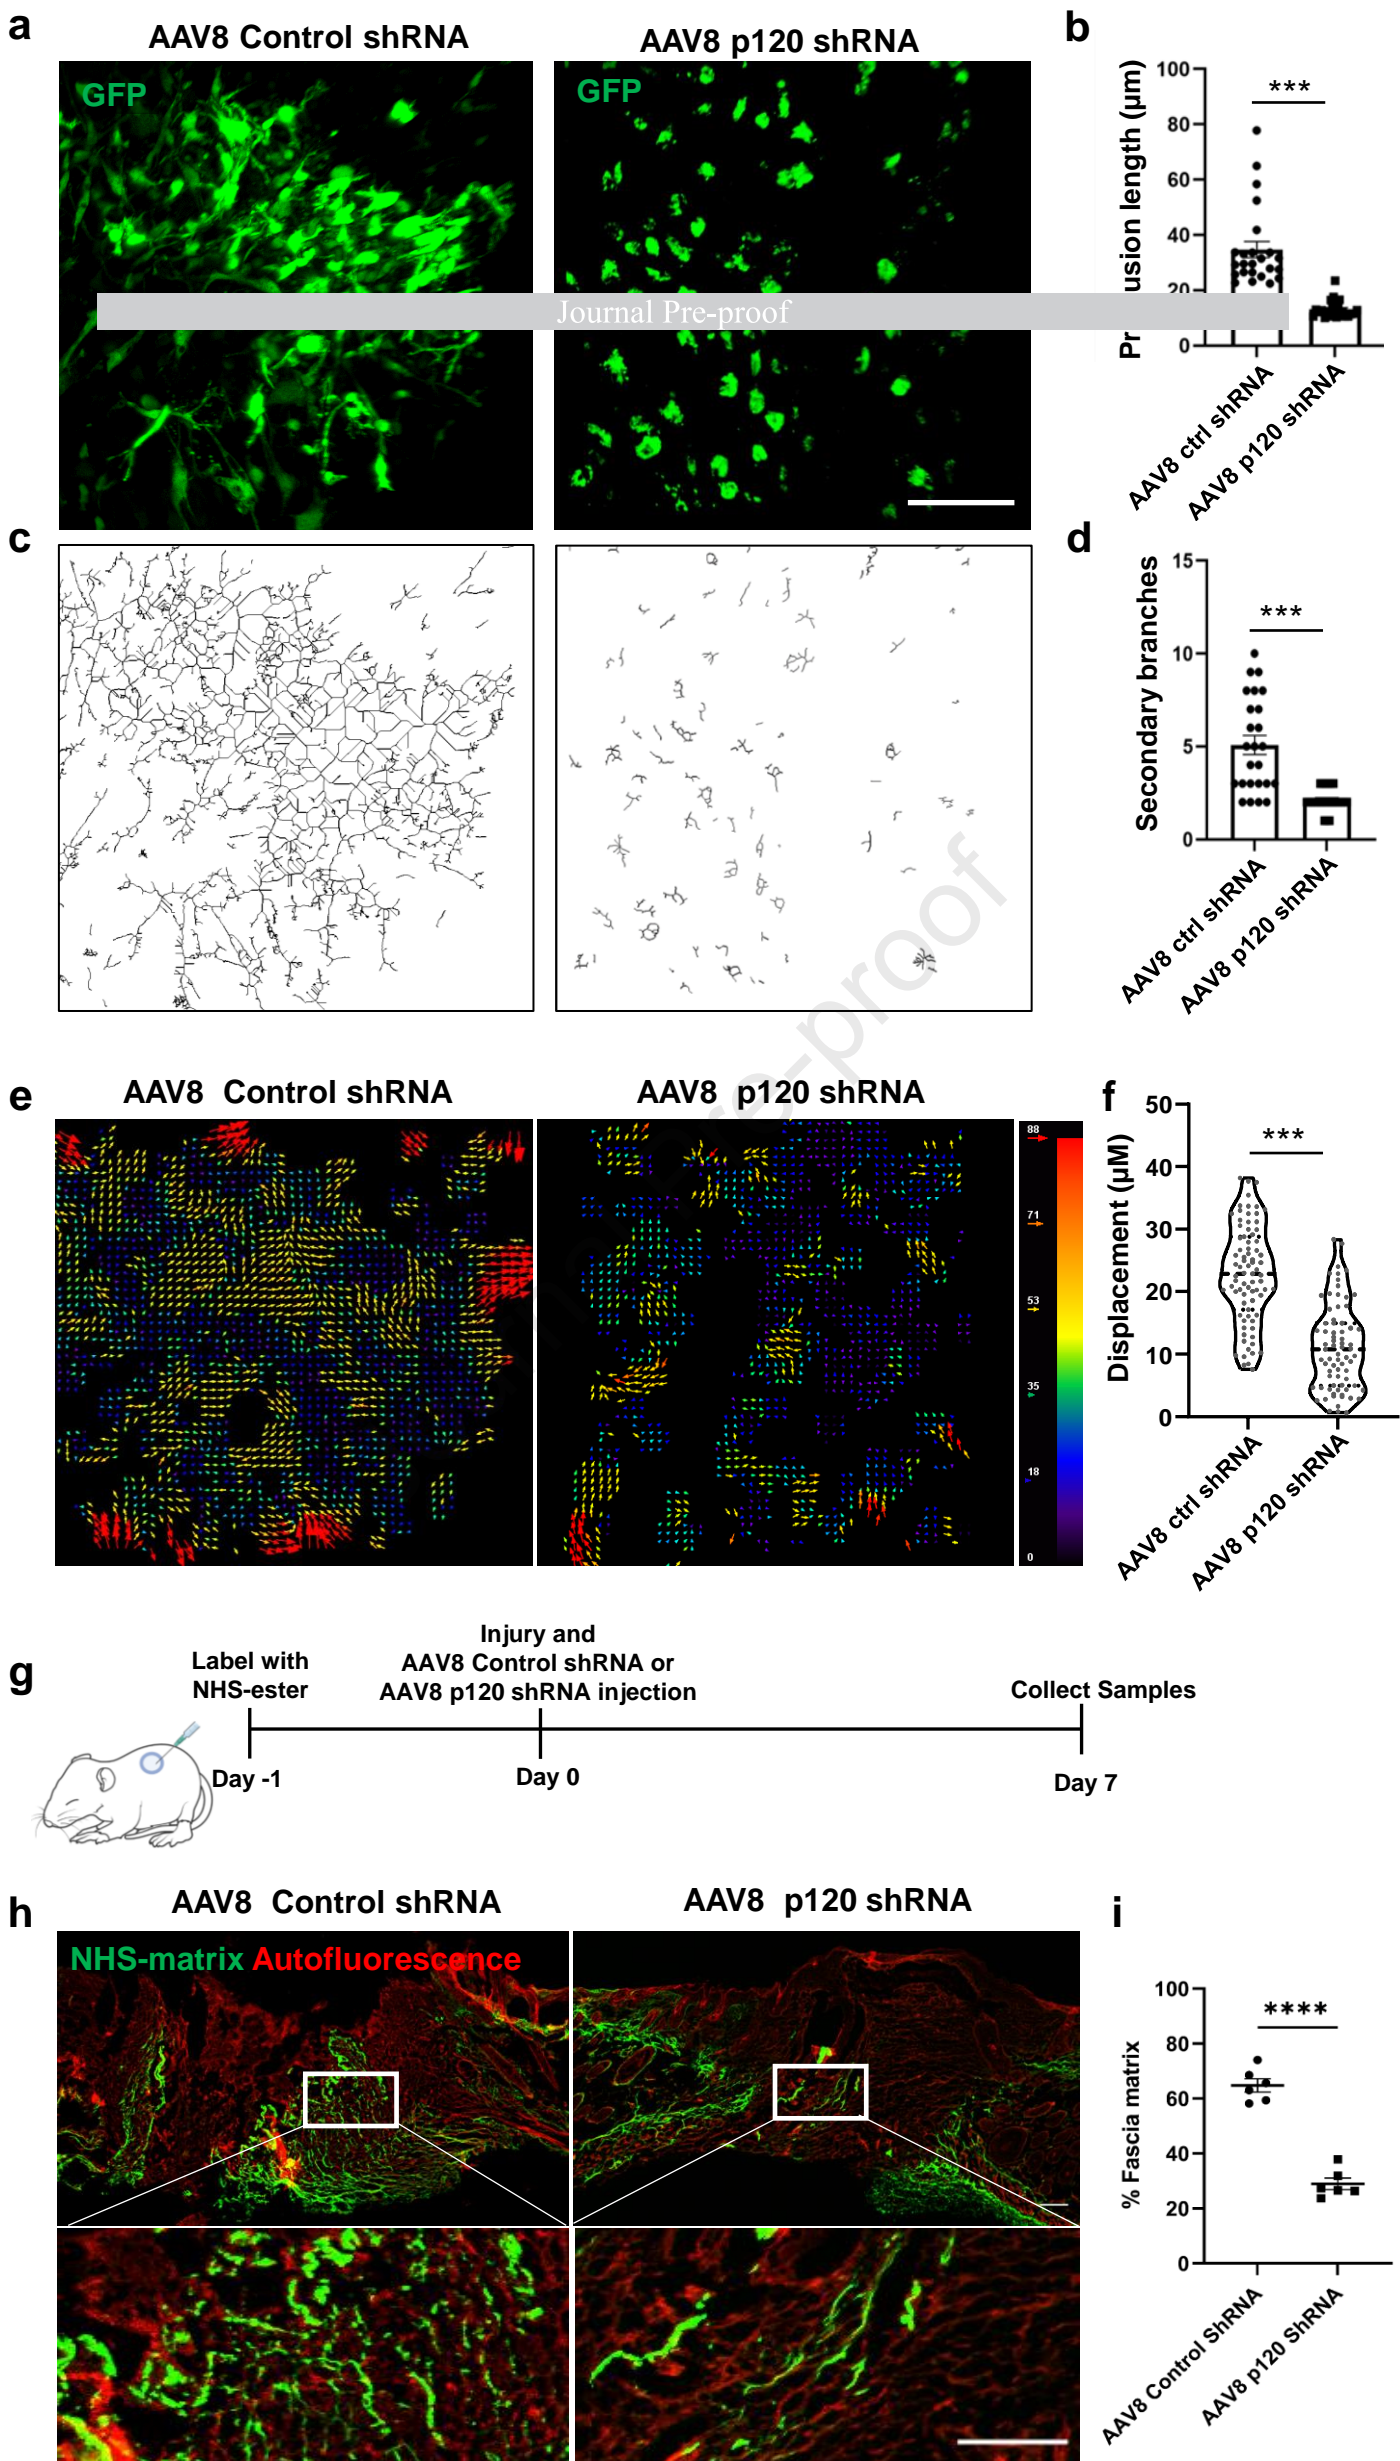 a
AAV8 Control shRNA
AAV8 p120 shRNA
GFP
GFP
Journal Pre-proof
b
Protrusion length (µm)
100
80
60
40
20
0
***
AAV8 ctrl shRNA
AAV8 p120 shRNA
c
d
Secondary branches
15
10
5
0
***
AAV8 ctrl shRNA
AAV8 p120 shRNA
e
AAV8 Control shRNA
AAV8 p120 shRNA
88
71
53
35
18
0
f
Displacement (µM)
50
40
30
20
10
0
***
AAV8 ctrl shRNA
AAV8 p120 shRNA
g
Label with
NHS-ester
Injury and
AAV8 Control shRNA or
AAV8 p120 shRNA injection
Collect Samples
Day -1
Day 0
Day 7
h
AAV8 Control shRNA
AAV8 p120 shRNA
NHS-matrix Autofluorescence
i
% Fascia matrix
100
80
60
40
20
0
****
AAV8 Control ShRNA
AAV8 p120 ShRNA